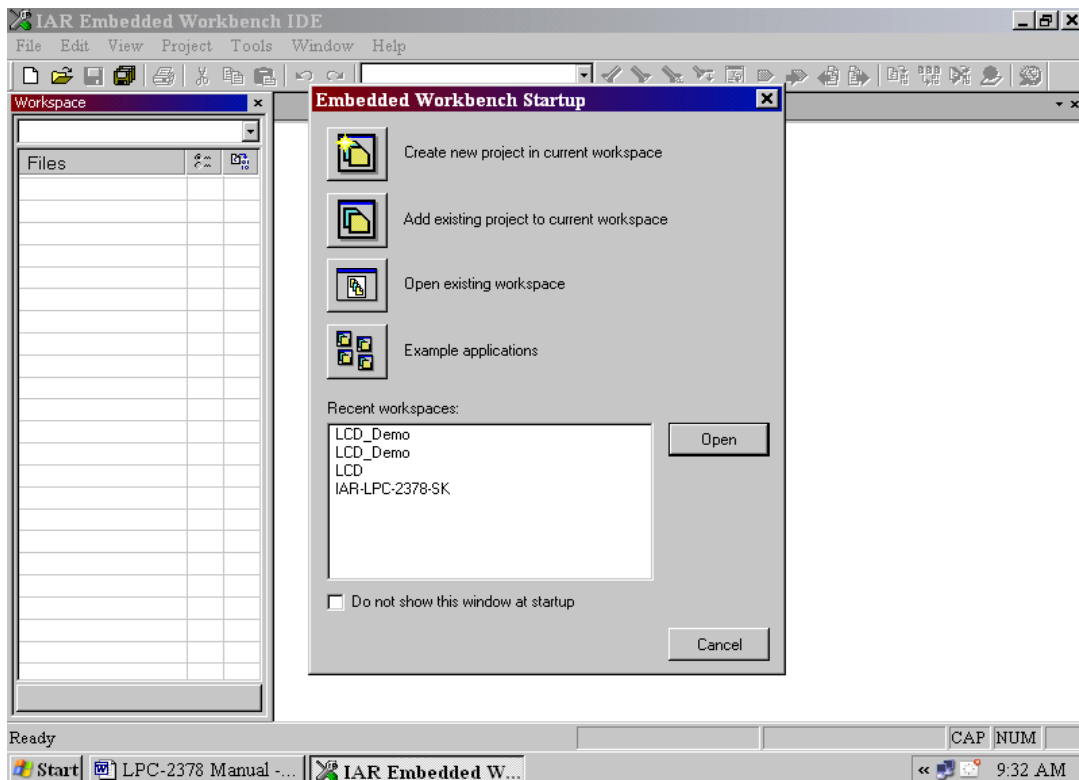 IAR Embedded Workbench IDE
File Edit View Project Tools Window Help
Workspace
Files
Embedded Workbench Startup
Create new project in current workspace
Add existing project to current workspace
Open existing workspace
Example applications
Recent workspaces:
LCD_Demo
LCD_Demo
LCD
IAR-LPC-2378-SK
Open
Do not show this window at startup
Cancel
Ready
CAP NUM
Start LPC-2378 Manual -... IAR Embedded W... « 9:32 AM